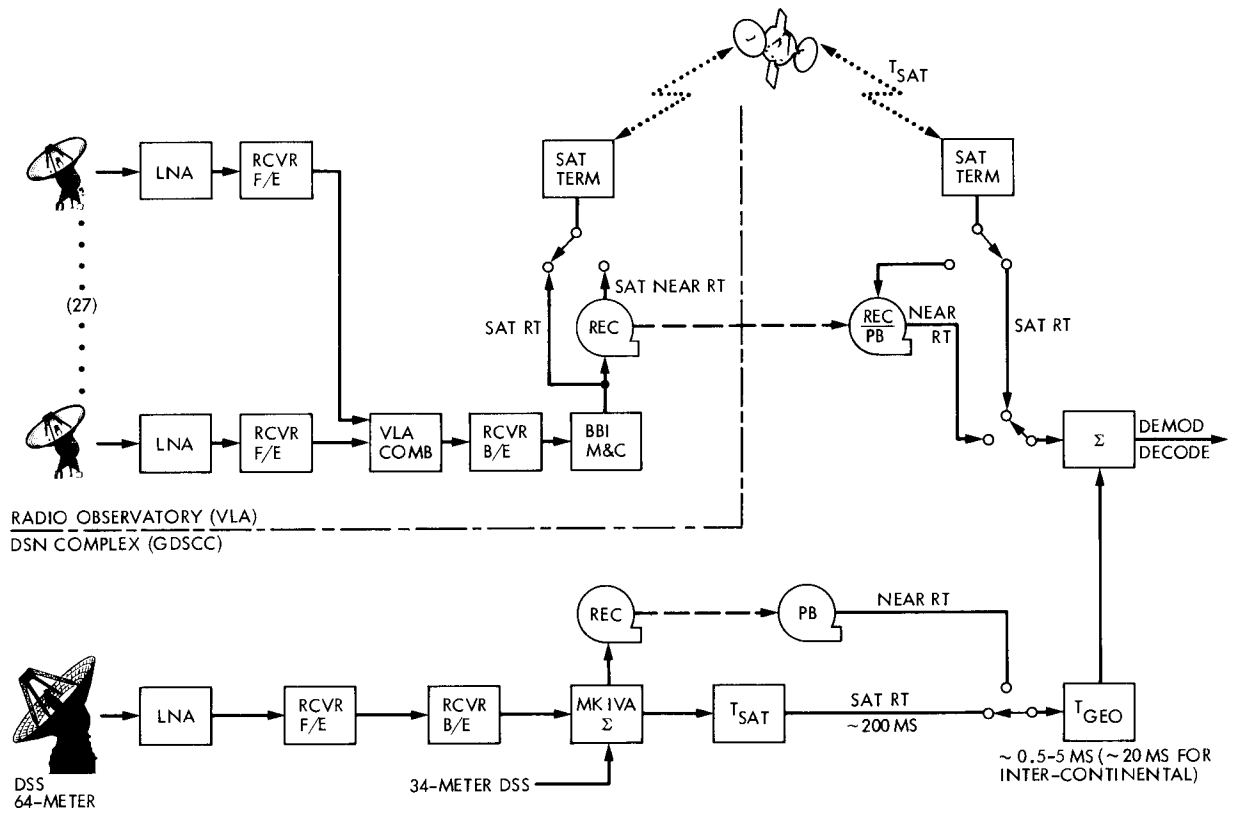 T SAT
SAT
TERM
SAT
TERM
LNA
RCVR
F/E
(27)
SAT NEAR RT
SAT RT
REC
REC
PB
NEAR
RT
SAT RT
LNA
RCVR
F/E
VLA
COMB
RCVR
B/E
BBI
M&C
Σ
DEMOD
DECODE
RADIO OBSERVATORY (VLA)
DSN COMPLEX (GDSCC)
REC
PB
NEAR RT
LNA
RCVR
F/E
RCVR
B/E
MK IVA
Σ
T SAT
SAT RT
~200 MS
T GEO
34-METER DSS
~ 0.5-5 MS (~ 20 MS FOR
INTER-CONTINENTAL)
DSS
64-METER